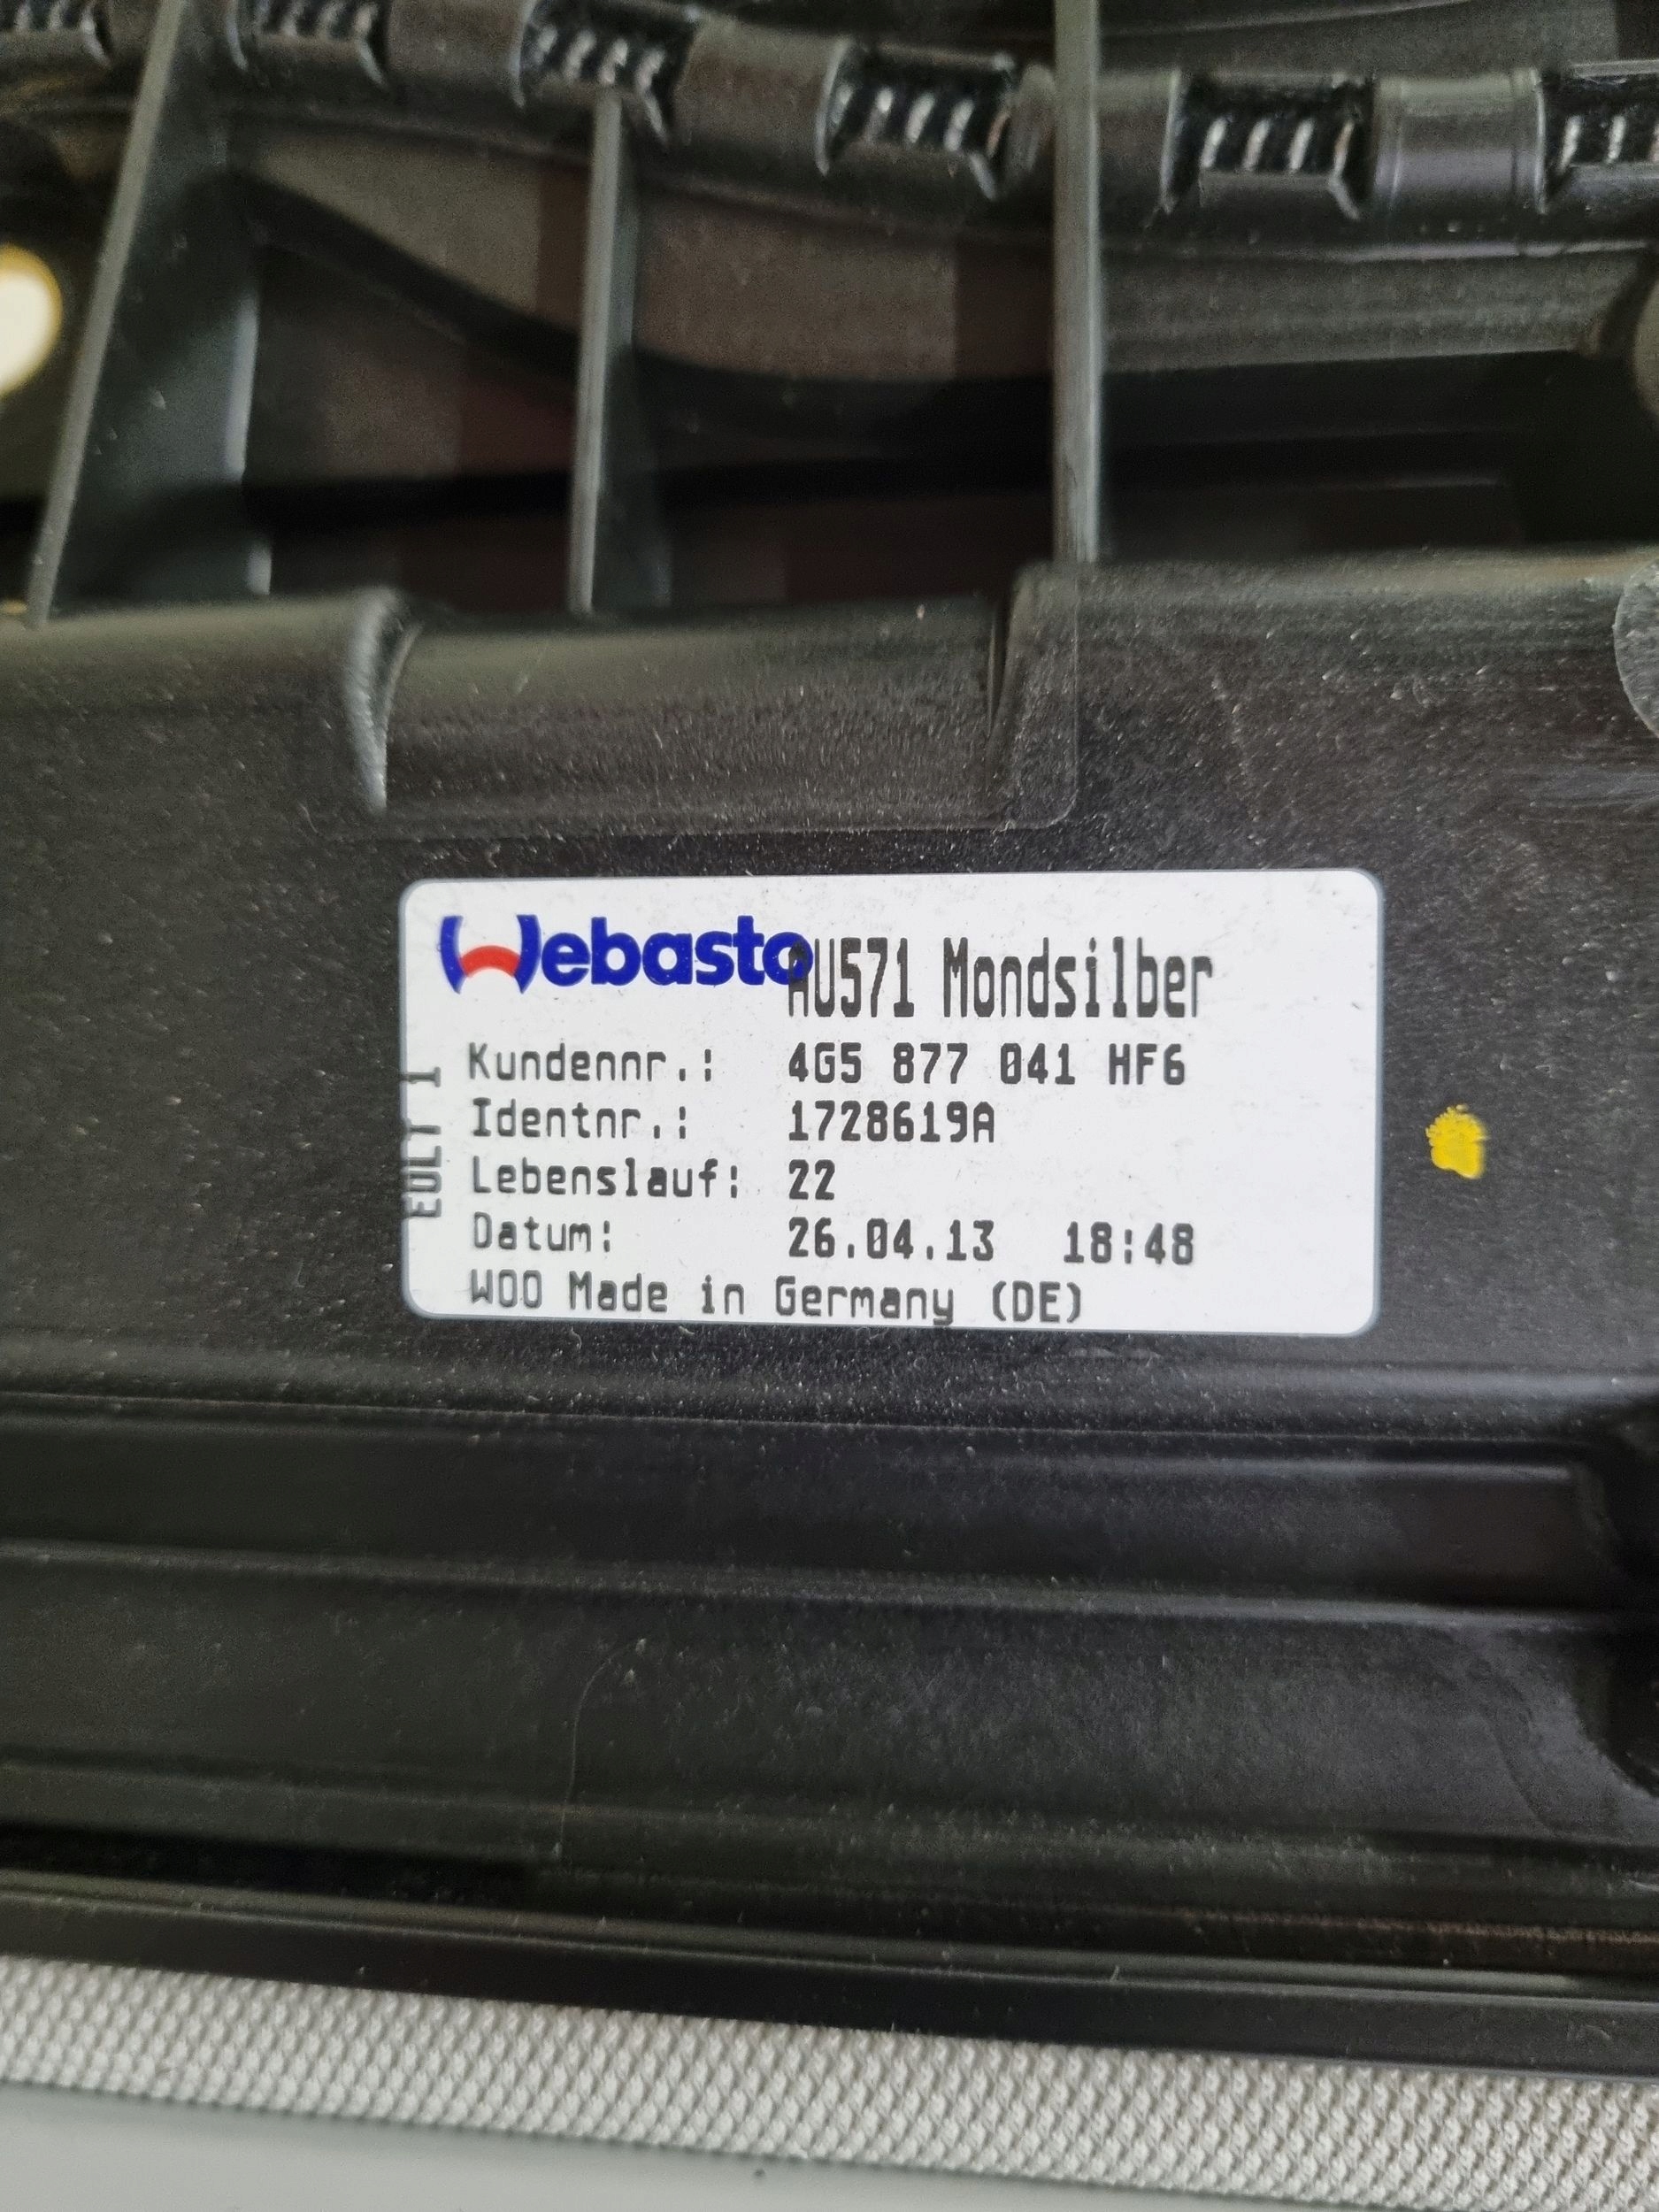 Webasto AU571 Mondsilber
Kundennr.: 4G5 877 041 HF6
Identnr.: 1728619A
Lebenslauf: 22
Datum: 26.04.13 18:48
WOO Made in Germany (DE)